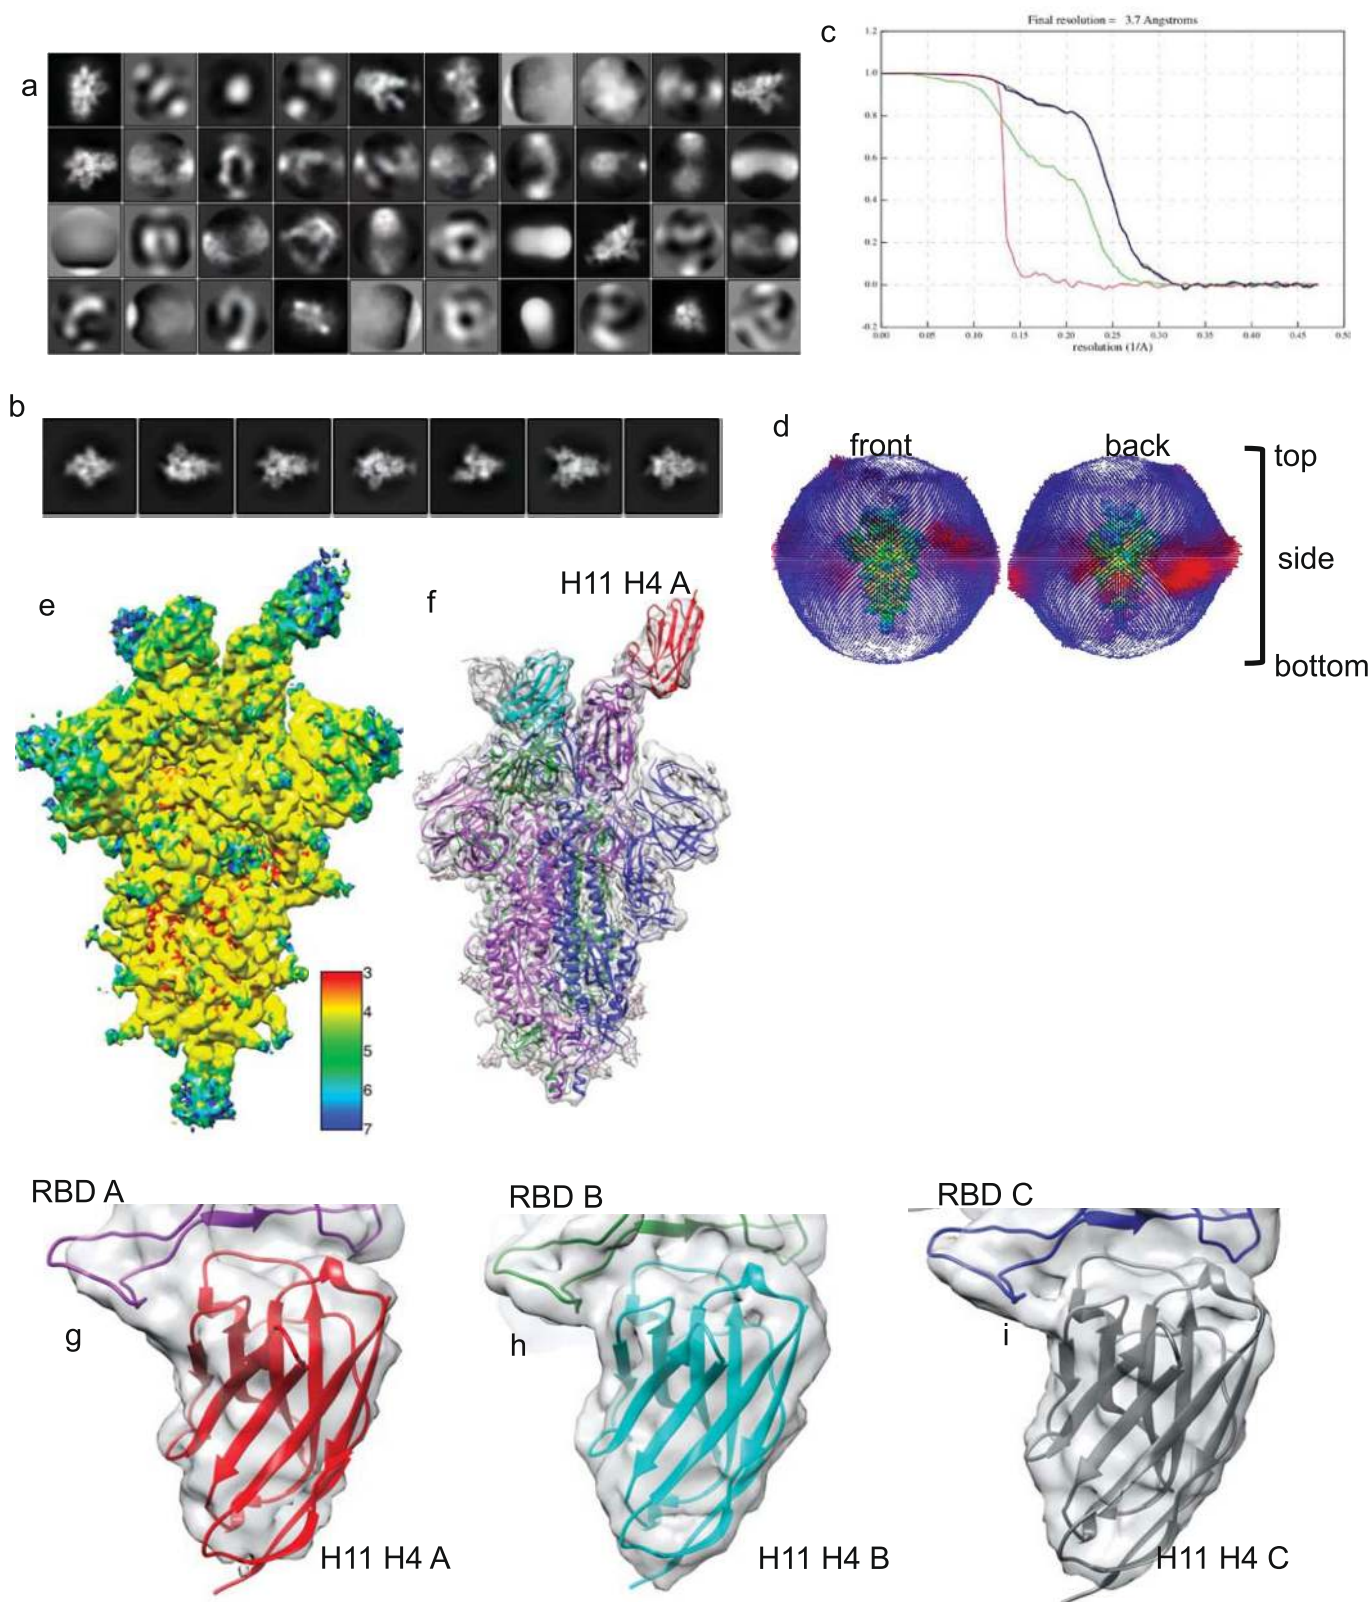 a
c
Final resolution = 3.7 Angstroms
1.2
1.0
0.8
0.6
0.4
0.2
0.0
-0.2
0.00 0.05 0.10 0.15 0.20 0.25 0.30 0.35 0.40 0.45 0.50
resolution (1/A)
b
d
front back
top
side
bottom
e
f
H11 H4 A
3
4
5
6
7
RBD A
RBD B
RBD C
g
h
i
H11 H4 A
H11 H4 B
H11 H4 C